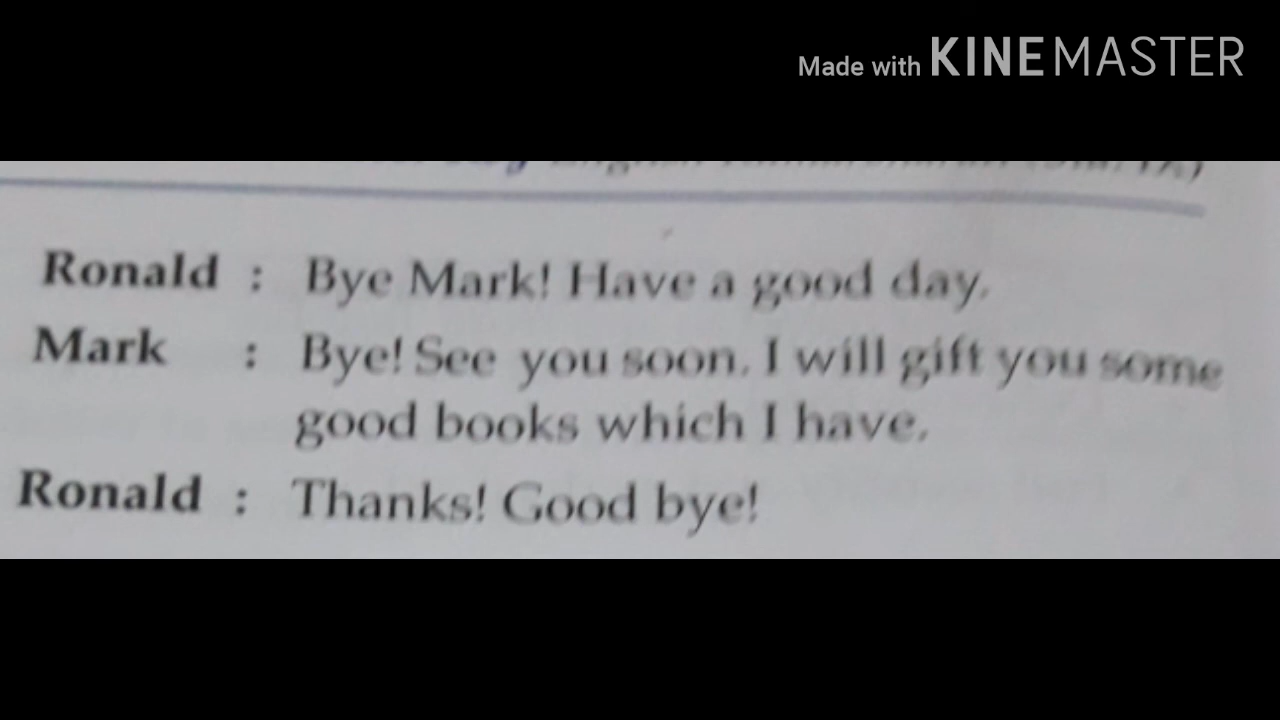 Made with KINEMASTER
Ronald : Bye Mark! Have a good day.
Mark : Bye! See you soon. I will gift you some
good books which I have.
Ronald : Thanks! Good bye!